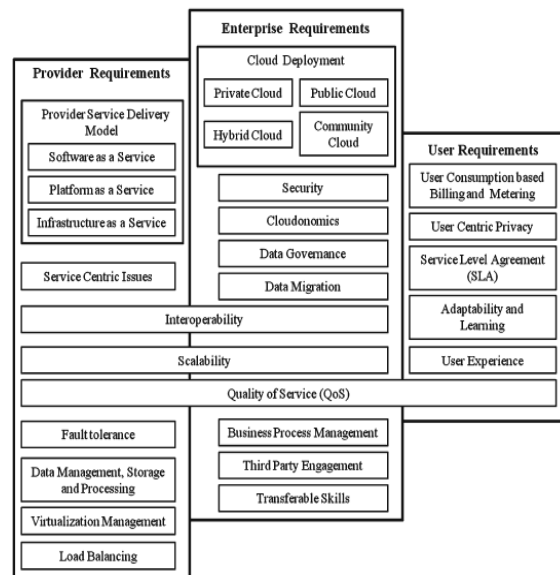 Enterprise Requirements
Cloud Deployment
Private Cloud
Public Cloud
Hybrid Cloud
Community
Cloud
Security
Cloudonomics
Data Governance
Data Migration
Provider Requirements
Provider Service Delivery
Model
Software as a Service
Platform as a Service
Infrastructure as a Service
Service Centric Issues
User Requirements
User Consumption based
Billing and Metering
User Centric Privacy
Service Level Agreement
(SLA)
Adaptability and
Learning
User Experience
Interoperability
Scalability
Quality of Service (QoS)
Fault tolerance
Data Management, Storage
and Processing
Virtualization Management
Load Balancing
Business Process Management
Third Party Engagement
Transferable Skills